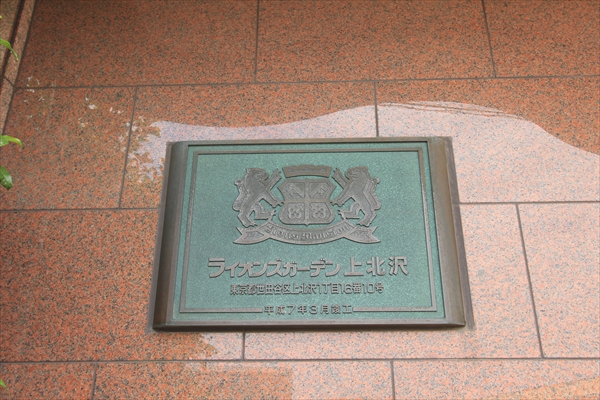 ライオンズガーデン上北沢
東京都世田谷区上北沢1丁目16番10号
平成7年3月竣工